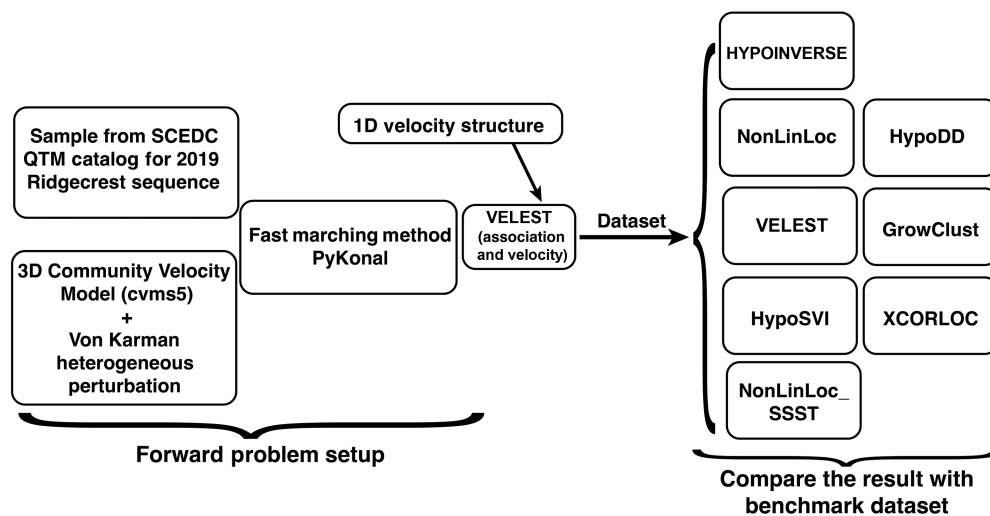 Sample from SCEDC
QTM catalog for 2019
Ridgecrest sequence
3D Community Velocity
Model (cvms5)
+
Von Karman
heterogeneous
perturbation
Fast marching method
PyKonal
1D velocity structure
VELEST
(association
and velocity)
Dataset
Forward problem setup
HYPOINVERSE
NonLinLoc
HypoDD
VELEST
GrowClust
HypoSVI
XCORLOC
NonLinLoc_
SSST
Compare the result with
benchmark dataset